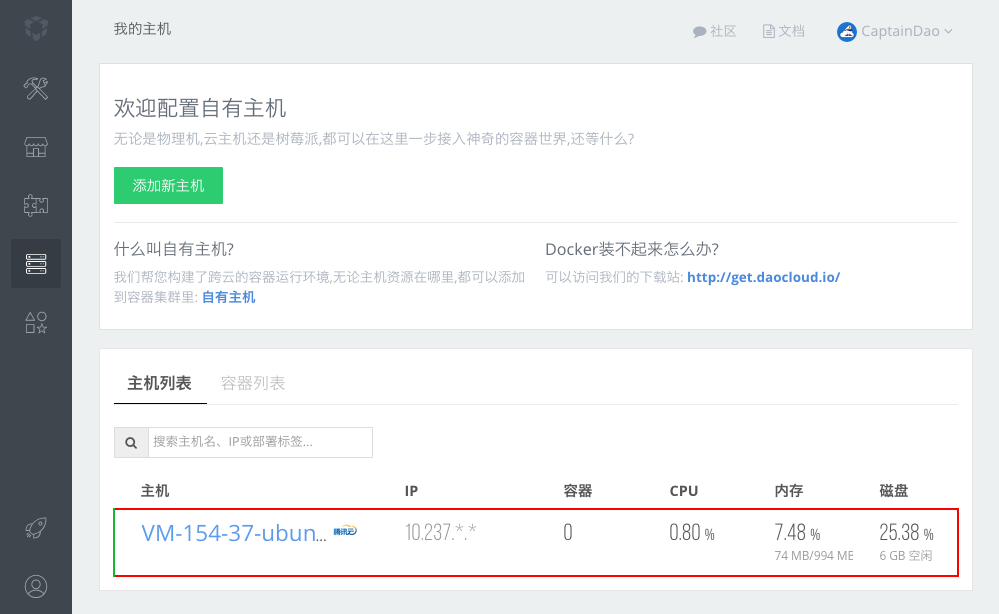 我的主机
社区 文档 CaptainDao
欢迎配置自有主机
无论是物理机,云主机还是树莓派,都可以在这里一步接入神奇的容器世界,还等什么?
添加新主机
什么叫自有主机?
我们帮您构建了跨云的容器运行环境,无论主机资源在哪里,都可以添加
到容器集群里: 自有主机
Docker装不起来怎么办?
可以访问我们的下载站: http://get.daocloud.io/
主机列表 容器列表
搜索主机名、IP或部署标签...
主机 IP 容器 CPU 内存 磁盘
VM-154-37-ubun... 腾讯云 10.237.*.* 0 0.80 % 7.48 % 25.38 %
74 MB/994 ME 6 GB 空闲